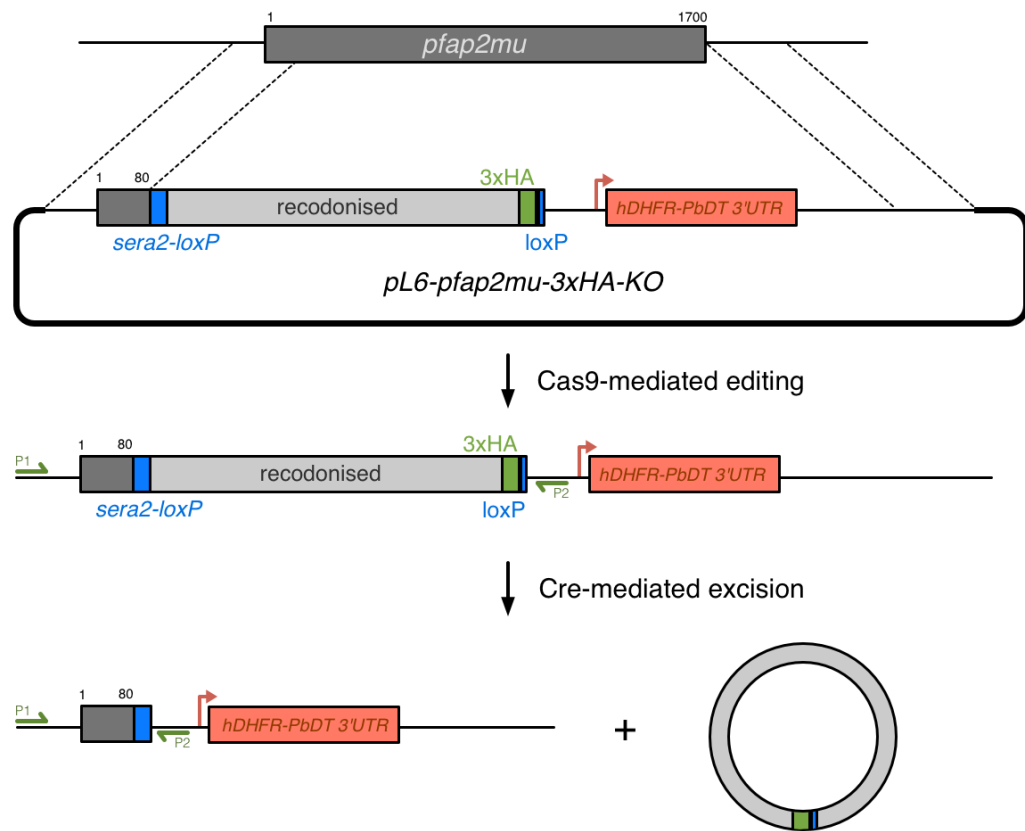 1 1700
pfap2mu
1 80 3xHA
recodonised hDHFR-PbDT 3'UTR
sera2-loxP loxP
pL6-pfap2mu-3xHA-KO
Cas9-mediated editing
1 80 3xHA
P1 recodonised hDHFR-PbDT 3'UTR
P2
sera2-loxP loxP
Cre-mediated excision
1 80
P1 hDHFR-PbDT 3'UTR +
P2